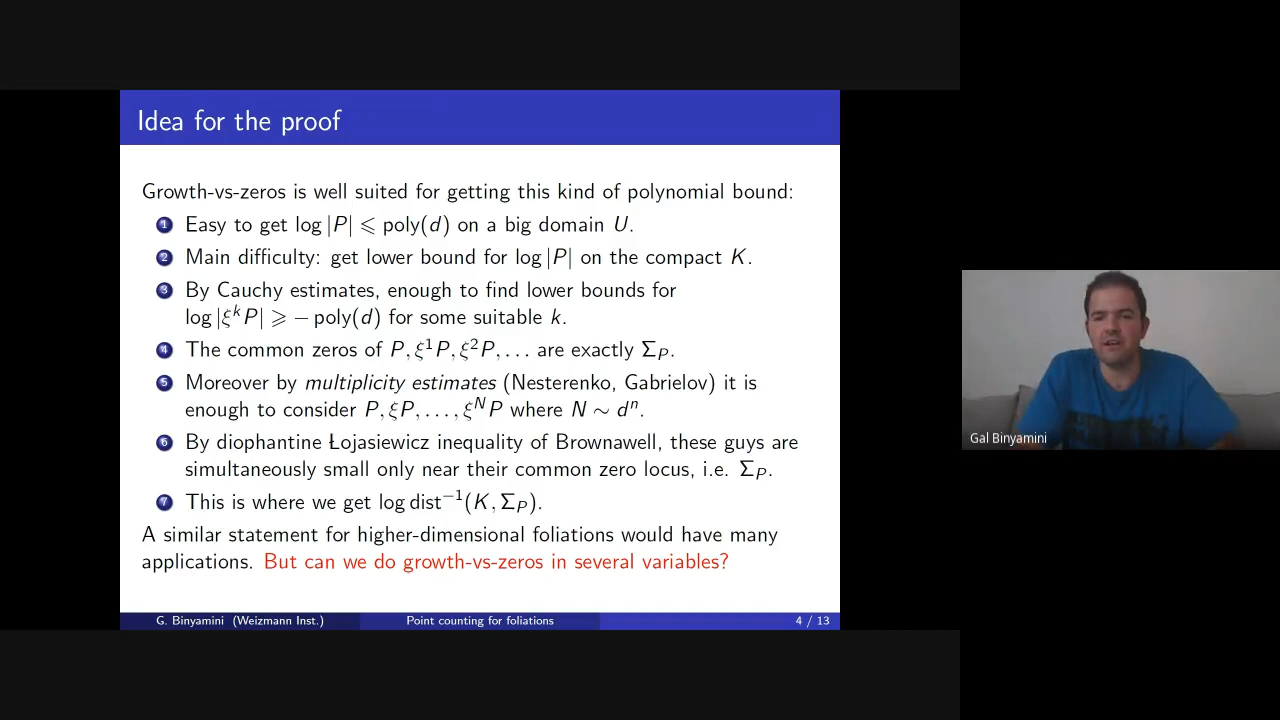 Idea for the proof
Growth-vs-zeros is well suited for getting this kind of polynomial bound:
1 Easy to get log |P| ⩽ poly(d) on a big domain U.
2 Main difficulty: get lower bound for log |P| on the compact K.
3 By Cauchy estimates, enough to find lower bounds for
log |ξ^k P| ⩾ − poly(d) for some suitable k.
4 The common zeros of P, ξ^1 P, ξ^2 P, . . . are exactly Σ_P.
5 Moreover by multiplicity estimates (Nesterenko, Gabrielov) it is
enough to consider P, ξP, . . . , ξ^N P where N ∼ d^n.
6 By diophantine Łojasiewicz inequality of Brownawell, these guys are
simultaneously small only near their common zero locus, i.e. Σ_P.
7 This is where we get log dist^−1(K, Σ_P).
A similar statement for higher-dimensional foliations would have many
applications. But can we do growth-vs-zeros in several variables?
G. Binyamini (Weizmann Inst.) Point counting for foliations 4 / 13
Gal Binyamini